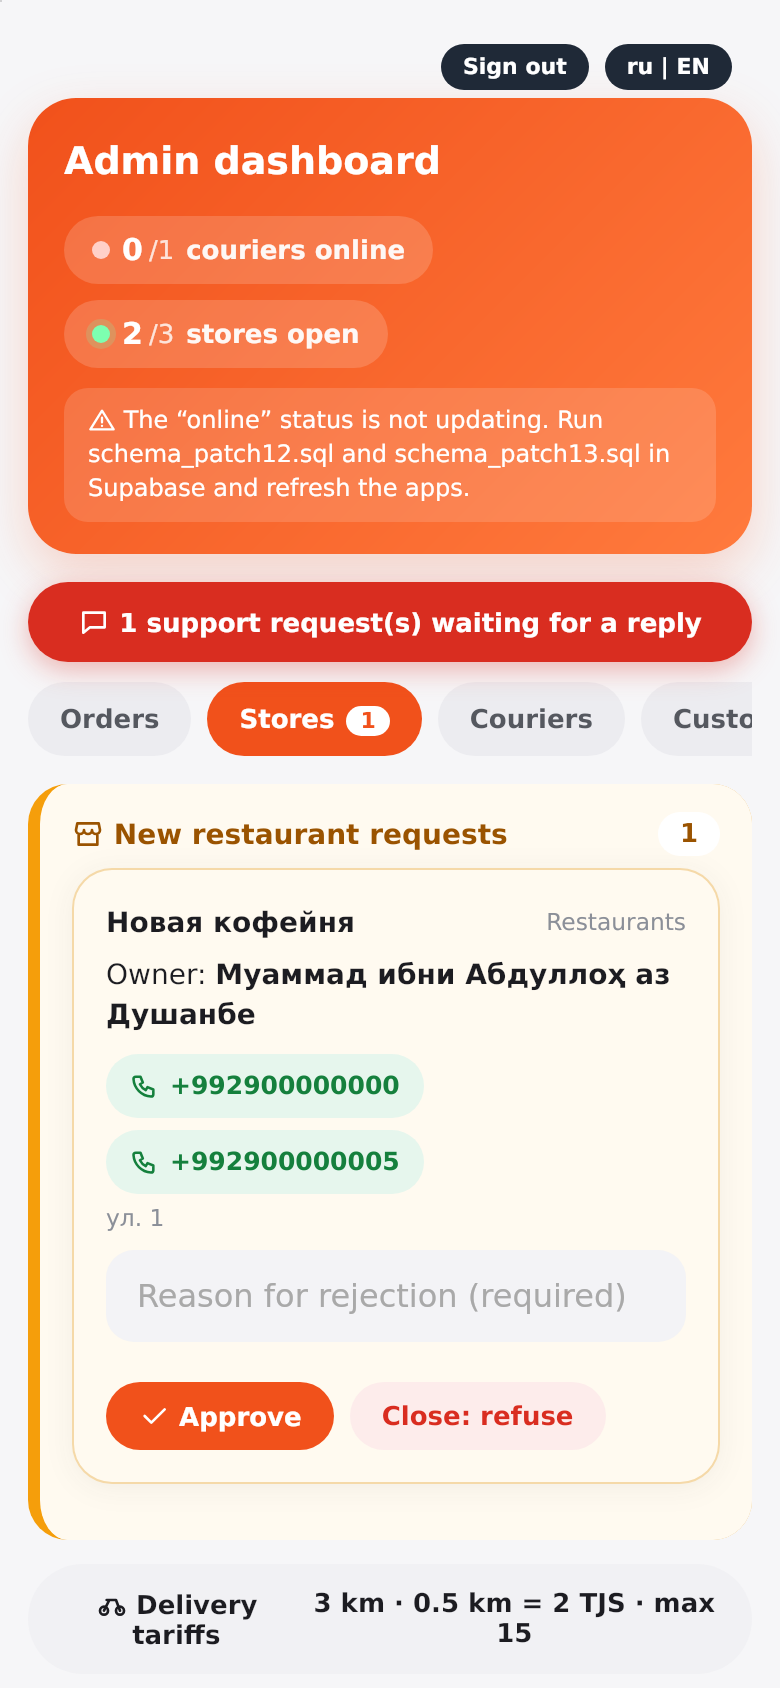 Sign out
ru | EN
Admin dashboard
0 /1 couriers online
2 /3 stores open
The “online” status is not updating. Run
schema_patch12.sql and schema_patch13.sql in
Supabase and refresh the apps.
1 support request(s) waiting for a reply
Orders
Stores 1
Couriers
Custo
New restaurant requests
1
Новая кофейня
Restaurants
Owner: Муаммад ибни Абдуллоҳ аз
Душанбе
+992900000000
+992900000005
ул. 1
Reason for rejection (required)
Approve
Close: refuse
Delivery
tariffs
3 km · 0.5 km = 2 TJS · max
15